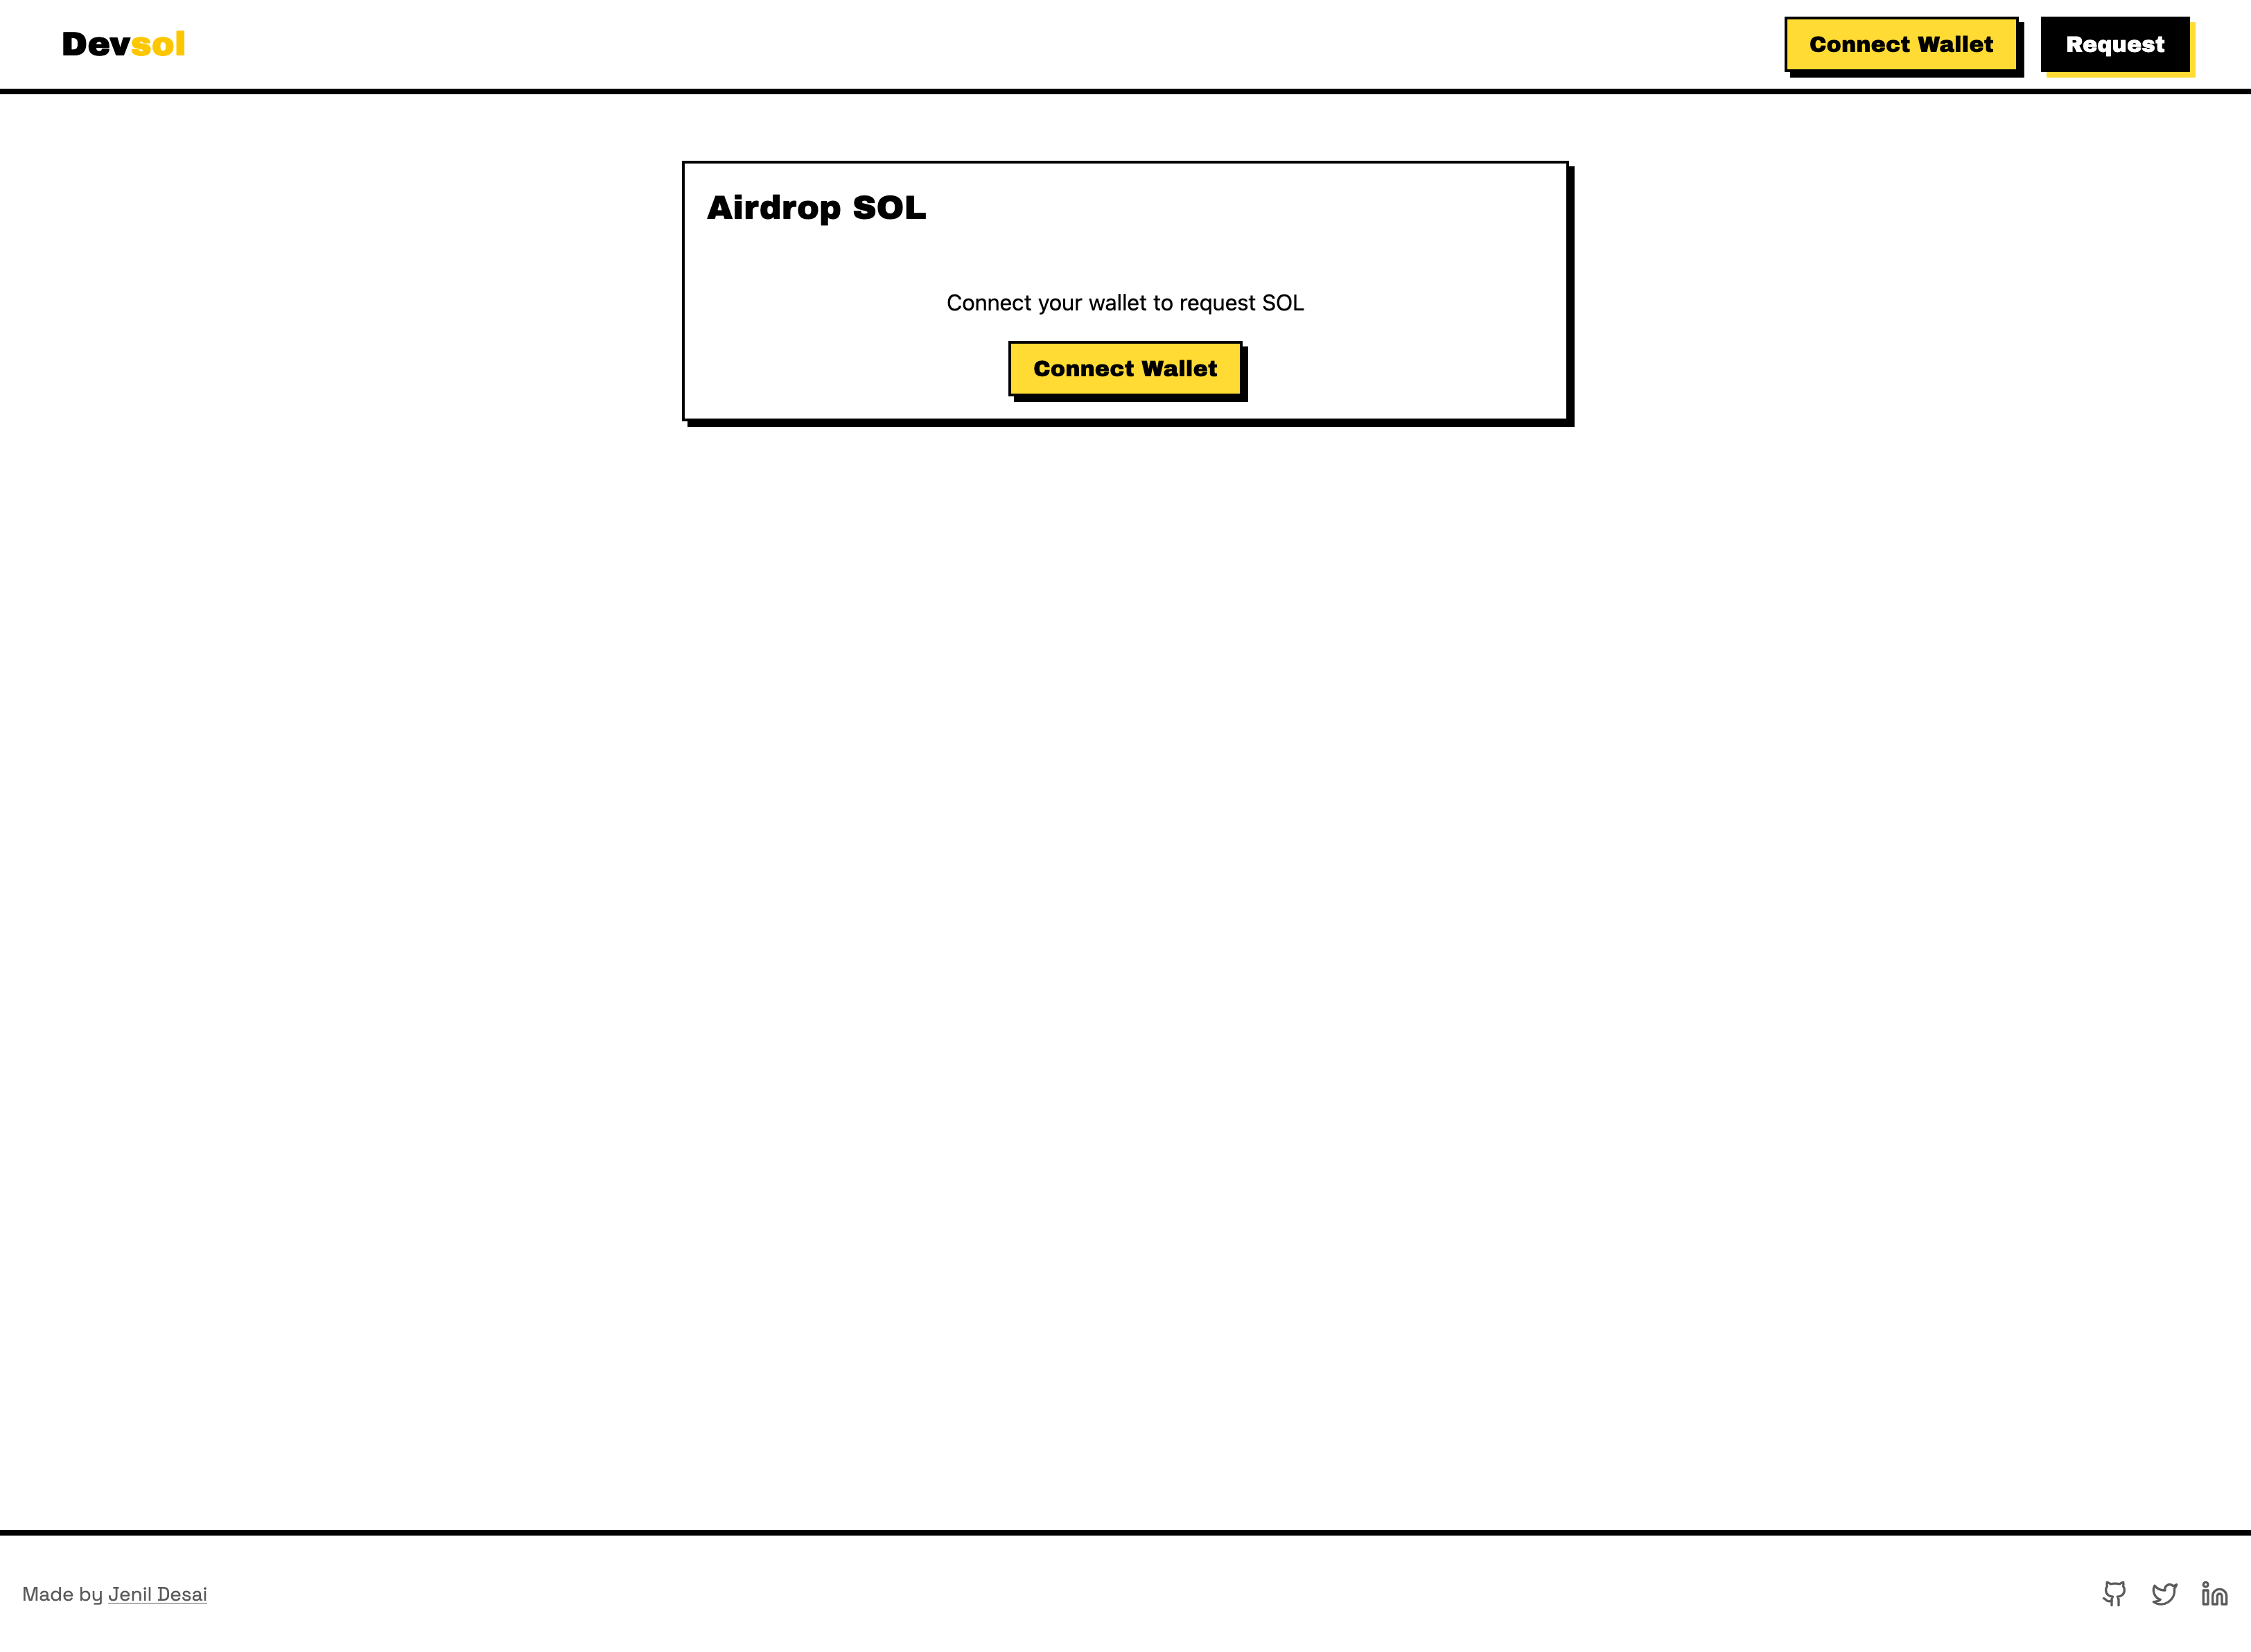 Devsol
Connect Wallet
Request
Airdrop SOL
Connect your wallet to request SOL
Connect Wallet
Made by Jenil Desai